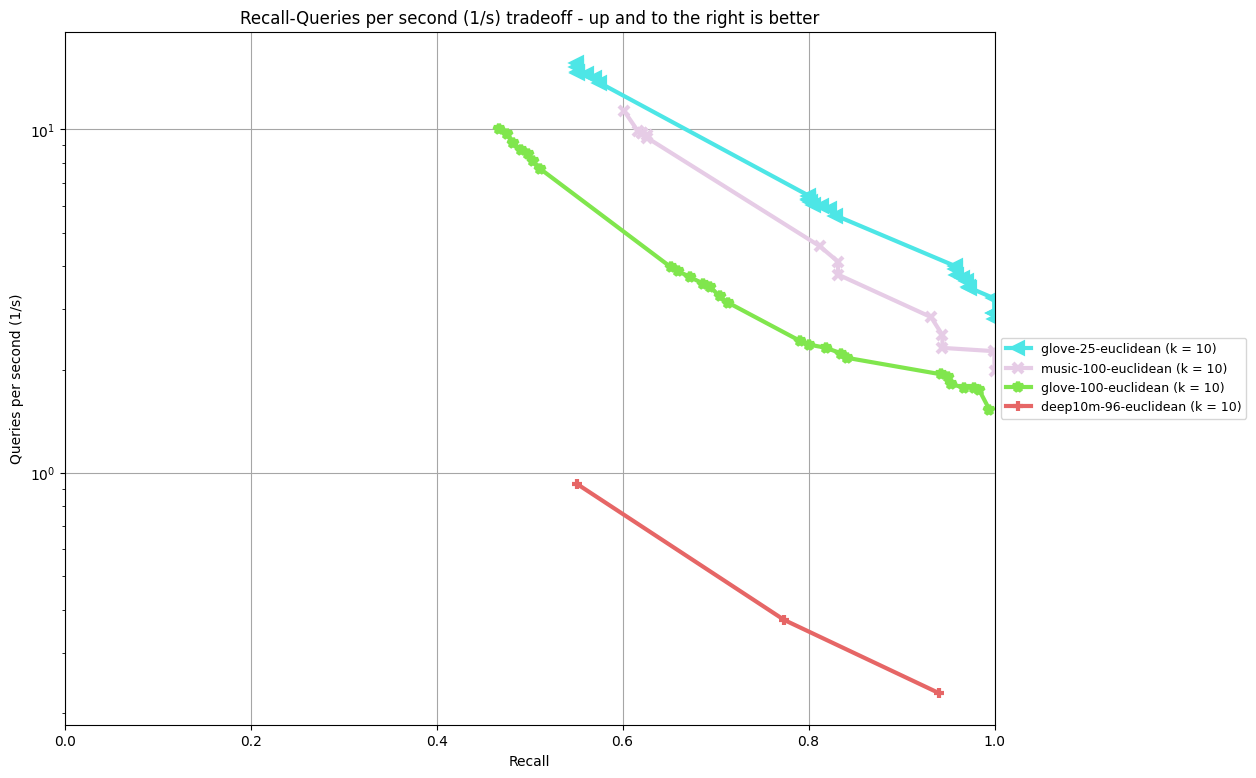 Recall-Queries per second (1/s) tradeoff - up and to the right is better
Queries per second (1/s)
10¹
10⁰
0.0 0.2 0.4 0.6 0.8 1.0
Recall
glove-25-euclidean (k = 10)
music-100-euclidean (k = 10)
glove-100-euclidean (k = 10)
deep10m-96-euclidean (k = 10)